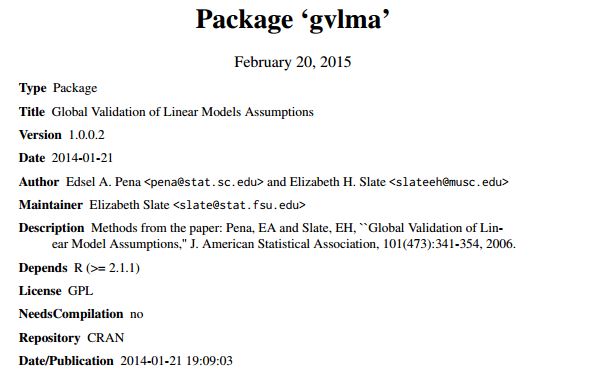 Package ‘gvlma’
February 20, 2015
Type Package
Title Global Validation of Linear Models Assumptions
Version 1.0.0.2
Date 2014-01-21
Author Edsel A. Pena <pena@stat.sc.edu> and Elizabeth H. Slate <slateeh@musc.edu>
Maintainer Elizabeth Slate <slate@stat.fsu.edu>
Description Methods from the paper: Pena, EA and Slate, EH, ``Global Validation of Lin-
ear Model Assumptions,'' J. American Statistical Association, 101(473):341-354, 2006.
Depends R (>= 2.1.1)
License GPL
NeedsCompilation no
Repository CRAN
Date/Publication 2014-01-21 19:09:03